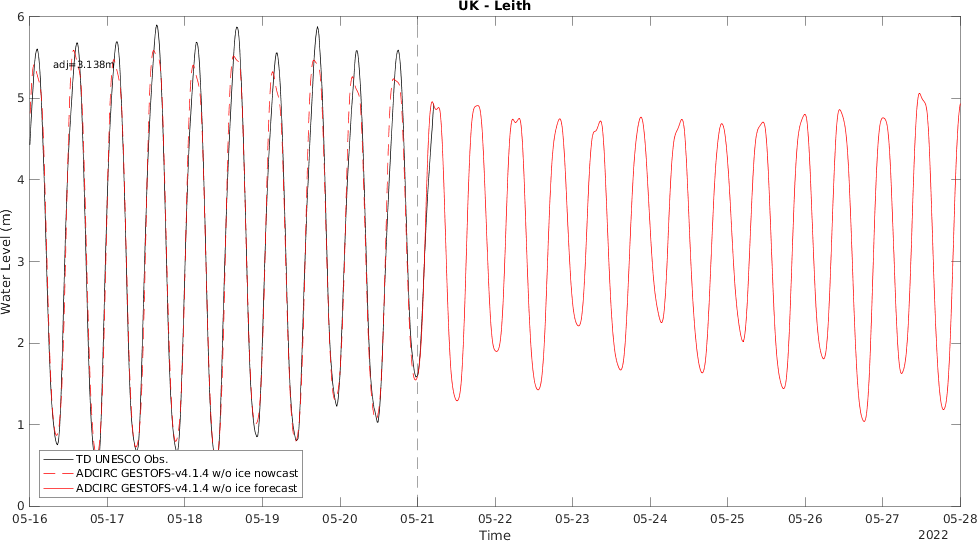 UK - Leith
6
5
4
3
2
1
0
Water Level (m)
adj=3.138m
TD UNESCO Obs.
ADCIRC GESTOFS-v4.1.4 w/o ice nowcast
ADCIRC GESTOFS-v4.1.4 w/o ice forecast
05-16 05-17 05-18 05-19 05-20 05-21 05-22 05-23 05-24 05-25 05-26 05-27 05-28
Time
2022